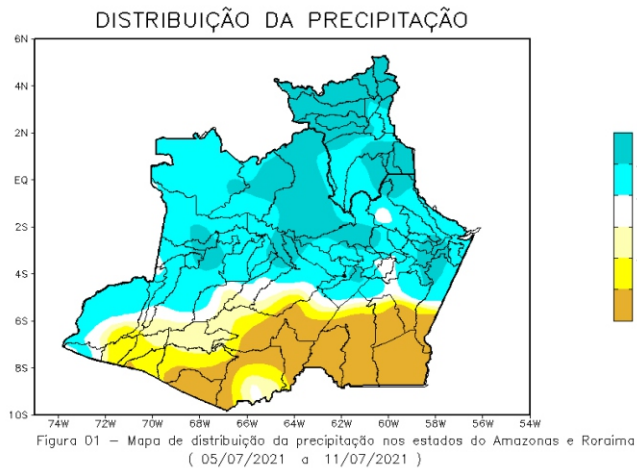 DISTRIBUIÇÃO DA PRECIPITAÇÃO
6N
4N
2N
EQ
2S
4S
6S
8S
10S
74W 72W 70W 68W 66W 64W 62W 60W 58W 56W 54W
Figura 01 – Mapa de distribuição da precipitação nos estados do Amazonas e Roraima
( 05/07/2021 a 11/07/2021 )